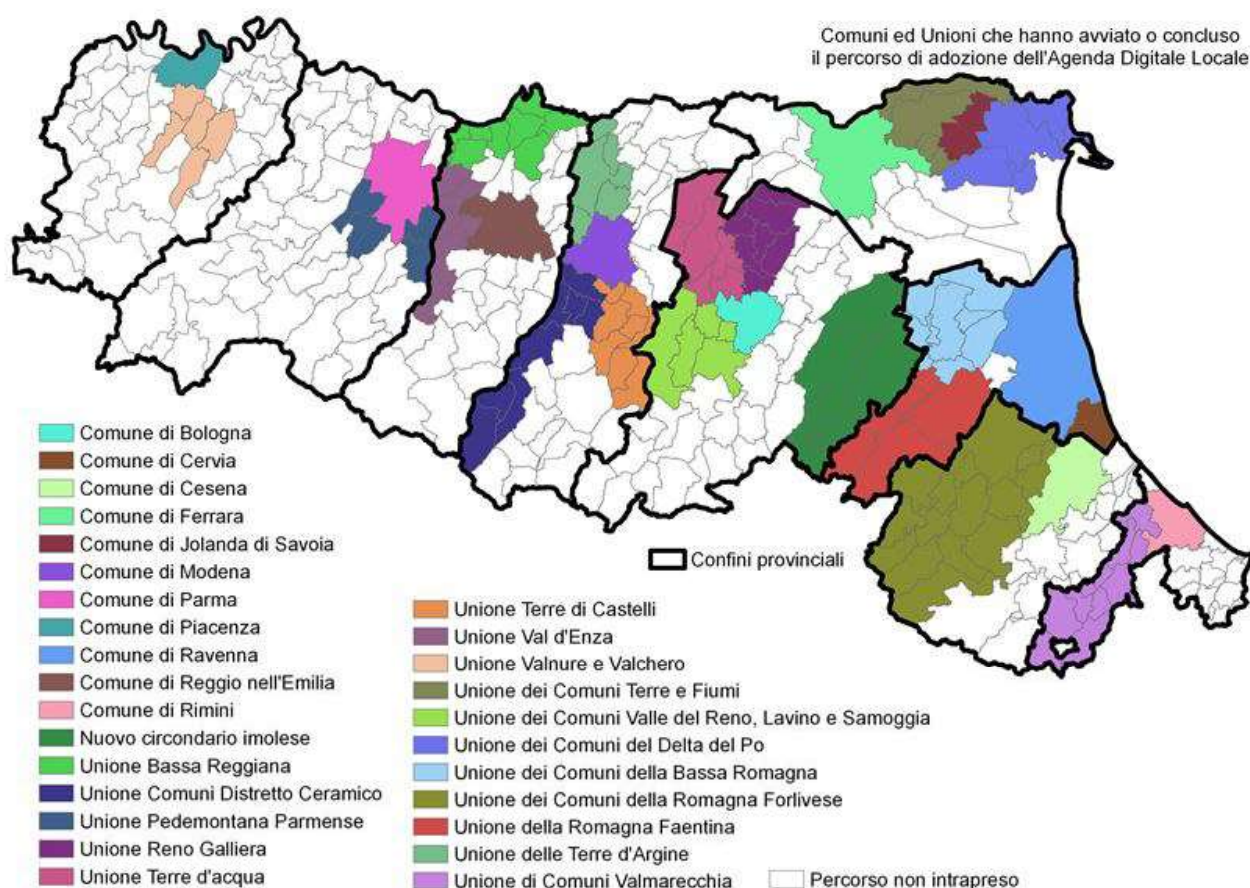 Comuni ed Unioni che hanno avviato o concluso
il percorso di adozione dell'Agenda Digitale Locale
Comune di Bologna
Comune di Cervia
Comune di Cesena
Comune di Ferrara
Comune di Jolanda di Savoia
Comune di Modena
Comune di Parma
Comune di Piacenza
Comune di Ravenna
Comune di Reggio nell'Emilia
Comune di Rimini
Nuovo circondario imolese
Unione Bassa Reggiana
Unione Comuni Distretto Ceramico
Unione Pedemontana Parmense
Unione Reno Galliera
Unione Terre d'acqua
Confini provinciali
Unione Terre di Castelli
Unione Val d'Enza
Unione Valnure e Valchero
Unione dei Comuni Terre e Fiumi
Unione dei Comuni Valle del Reno, Lavino e Samoggia
Unione dei Comuni del Delta del Po
Unione dei Comuni della Bassa Romagna
Unione dei Comuni della Romagna Forlivese
Unione della Romagna Faentina
Unione delle Terre d'Argine
Unione di Comuni Valmarecchia
Percorso non intrapreso